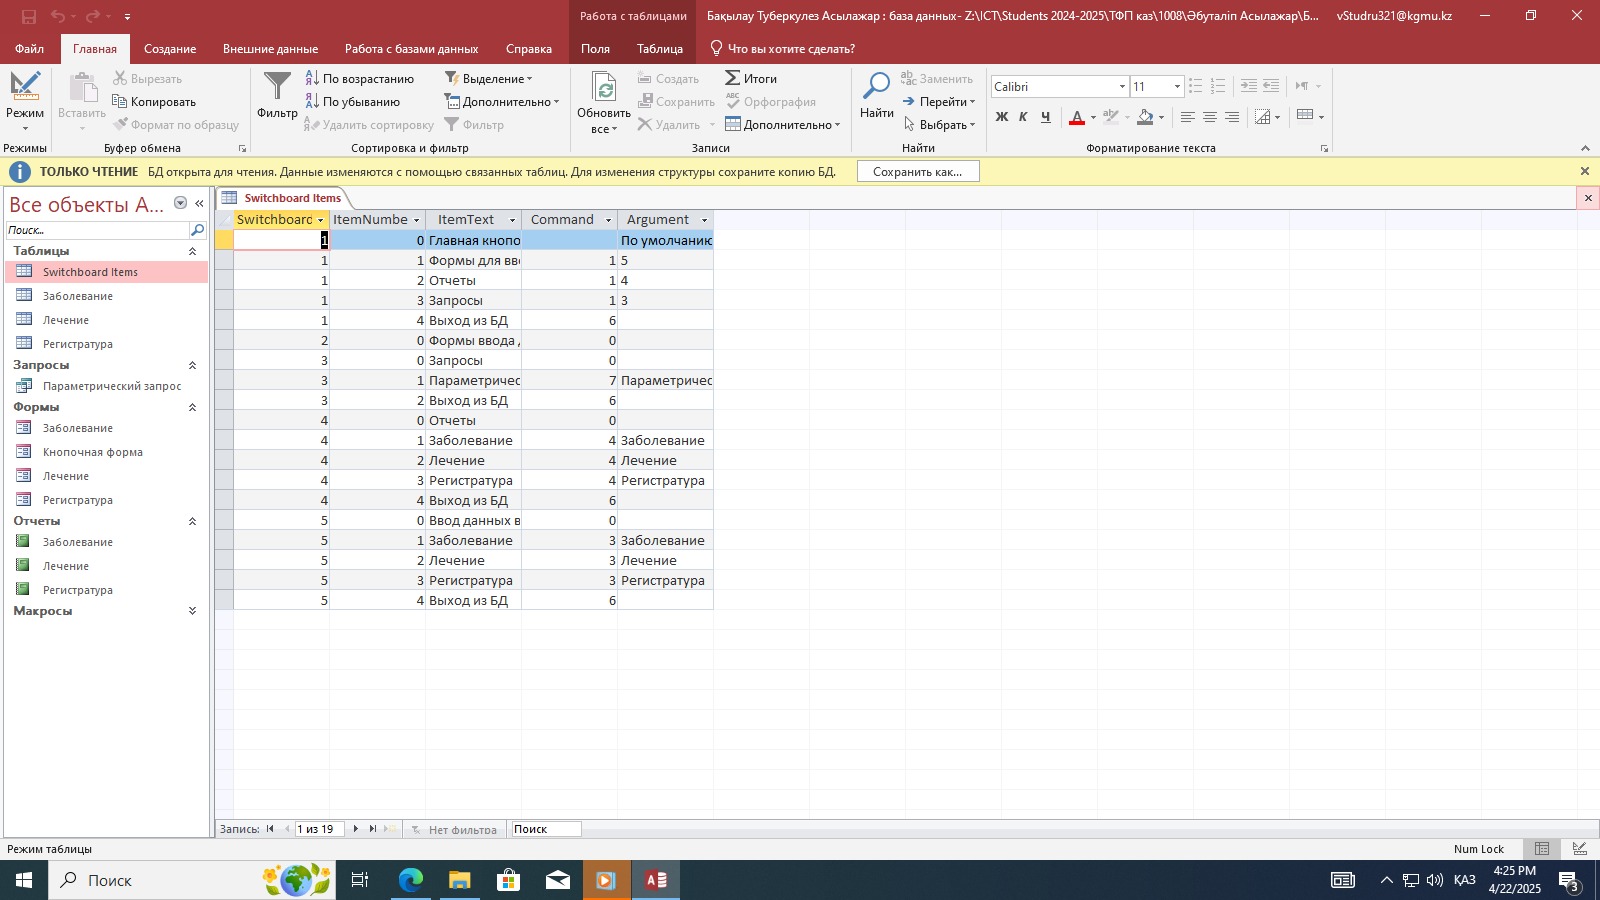 Работа с таблицами
Бақылау Туберкулез Асылажар : база данных- Z:\ICT\Students 2024-2025\ТФП каз\1008\Әбуталіп Асылажар\Б...
vStudru321@kgmu.kz
Файл Главная Создание Внешние данные Работа с базами данных Справка Поля Таблица Что вы хотите сделать?
Режим
Режимы
Вставить
Вырезать
Копировать
Формат по образцу
Буфер обмена
Фильтр
По возрастанию
По убыванию
Удалить сортировку
Выделение
Дополнительно
Фильтр
Сортировка и фильтр
Обновить
все
Создать
Сохранить
Удалить
Итоги
Орфография
Дополнительно
Записи
Найти
Заменить
Перейти
Выбрать
Найти
Calibri 11
Ж К Ч
Форматирование текста
ТОЛЬКО ЧТЕНИЕ БД открыта для чтения. Данные изменяются с помощью связанных таблиц. Для изменения структуры сохраните копию БД. Сохранить как...
Все объекты A...
Поиск...
Таблицы
Switchboard Items
Заболевание
Лечение
Регистратура
Запросы
Параметрический запрос
Формы
Заболевание
Кнопочная форма
Лечение
Регистратура
Отчеты
Заболевание
Лечение
Регистратура
Макросы
Switchboard Items
Switchboard ItemNumbe ItemText Command Argument
1 0 Главная кнопо По умолчанию
1 1 Формы для вво 1 5
1 2 Отчеты 1 4
1 3 Запросы 1 3
1 4 Выход из БД 6
2 0 Формы ввода 0
3 0 Запросы 0
3 1 Параметричес 7 Параметричес
3 2 Выход из БД 6
4 0 Отчеты 0
4 1 Заболевание 4 Заболевание
4 2 Лечение 4 Лечение
4 3 Регистратура 4 Регистратура
4 4 Выход из БД 6
5 0 Ввод данных в 0
5 1 Заболевание 3 Заболевание
5 2 Лечение 3 Лечение
5 3 Регистратура 3 Регистратура
5 4 Выход из БД 6
Запись: 1 из 19 Нет фильтра Поиск
Режим таблицы
Num Lock
Поиск
ҚАЗ
4:25 PM
4/22/2025
3